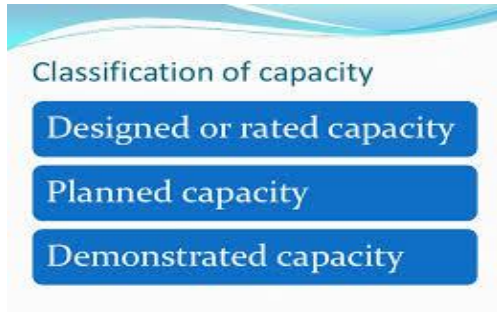 Classification of capacity
Designed or rated capacity
Planned capacity
Demonstrated capacity